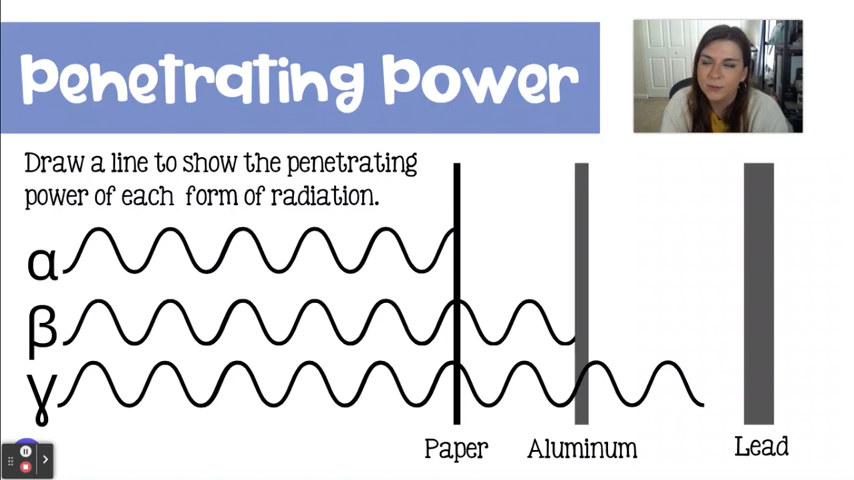 Penetrating Power
Draw a line to show the penetrating
power of each form of radiation.
α
β
γ
Paper Aluminum Lead